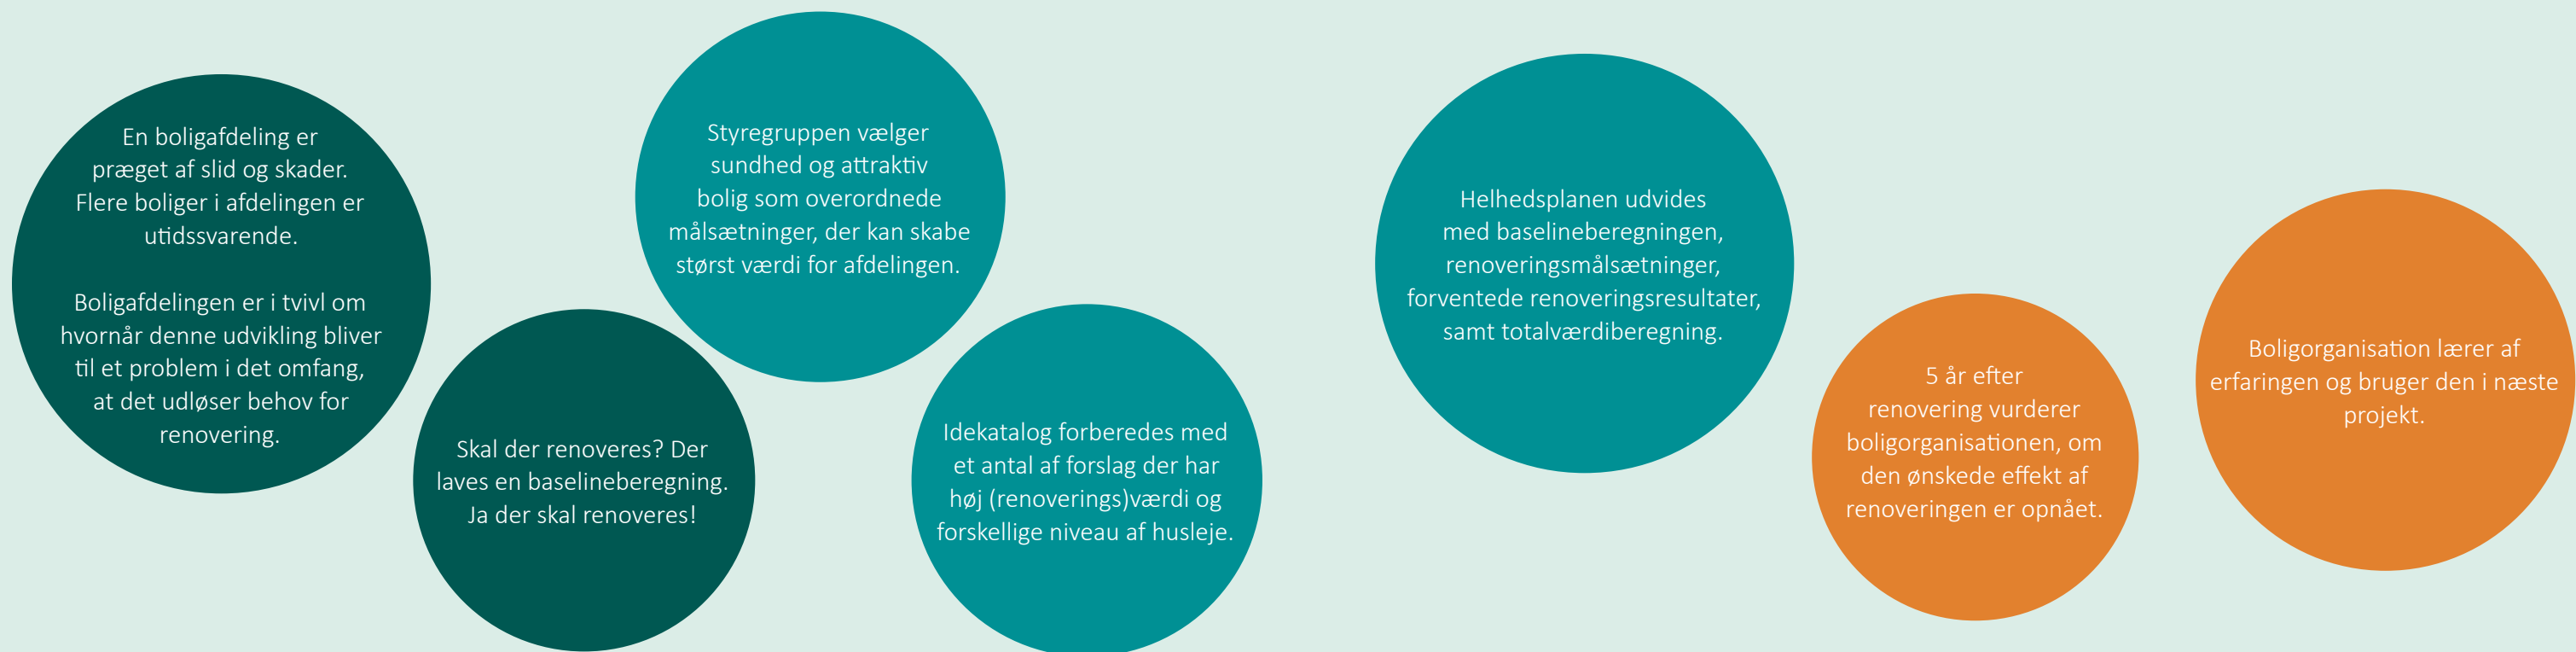 En boligafdeling er
præget af slid og skader.
Flere boliger i afdelingen er
utidssvarende.
Boligafdelingen er i tvivl om
hvornår denne udvikling bliver
til et problem i det omfang,
at det udløser behov for
renovering.
Skal der renoveres? Der
laves en baselineberegning.
Ja der skal renoveres!
Styregruppen vælger
sundhed og attraktiv
bolig som overordnede
målsætninger, der kan skabe
størst værdi for afdelingen.
Idekatalog forberedes med
et antal af forslag der har
høj (renoverings)værdi og
forskellige niveau af husleje.
Helhedsplanen udvides
med baselineberegningen,
renoveringsmålsætninger,
forventede renoveringsresultater,
samt totalværdiberegning.
5 år efter
renovering vurderer
boligorganisationen, om
den ønskede effekt af
renoveringen er opnået.
Boligorganisation lærer af
erfaringen og bruger den i næste
projekt.